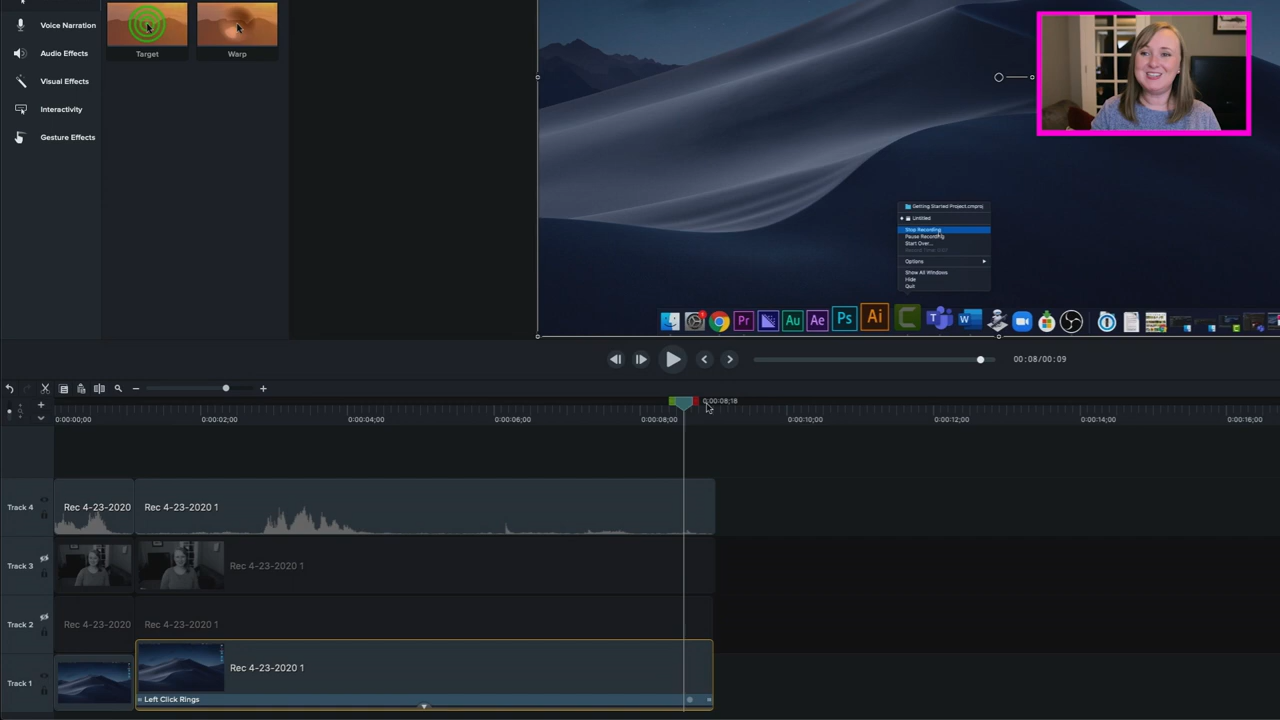 Voice Narration
Audio Effects
Visual Effects
Interactivity
Gesture Effects
Target
Warp
Getting Started Project.cmproj
Untitled
Stop Recording
Pause Recording
Start Over...
Options
Show All Windows
Hide
Quit
Pr
Au
Ae
Ps
Ai
W
00:08/00:09
0:00:08;18
0:00:00;00
0:00:02;00
0:00:04;00
0:00:06;00
0:00:08;00
0:00:10;00
0:00:12;00
0:00:14;00
0:00:16;00
Track 4
Rec 4-23-2020
Rec 4-23-2020 1
Track 3
Rec 4-23-2020 1
Track 2
Rec 4-23-2020
Rec 4-23-2020 1
Track 1
Rec 4-23-2020 1
Left Click Rings